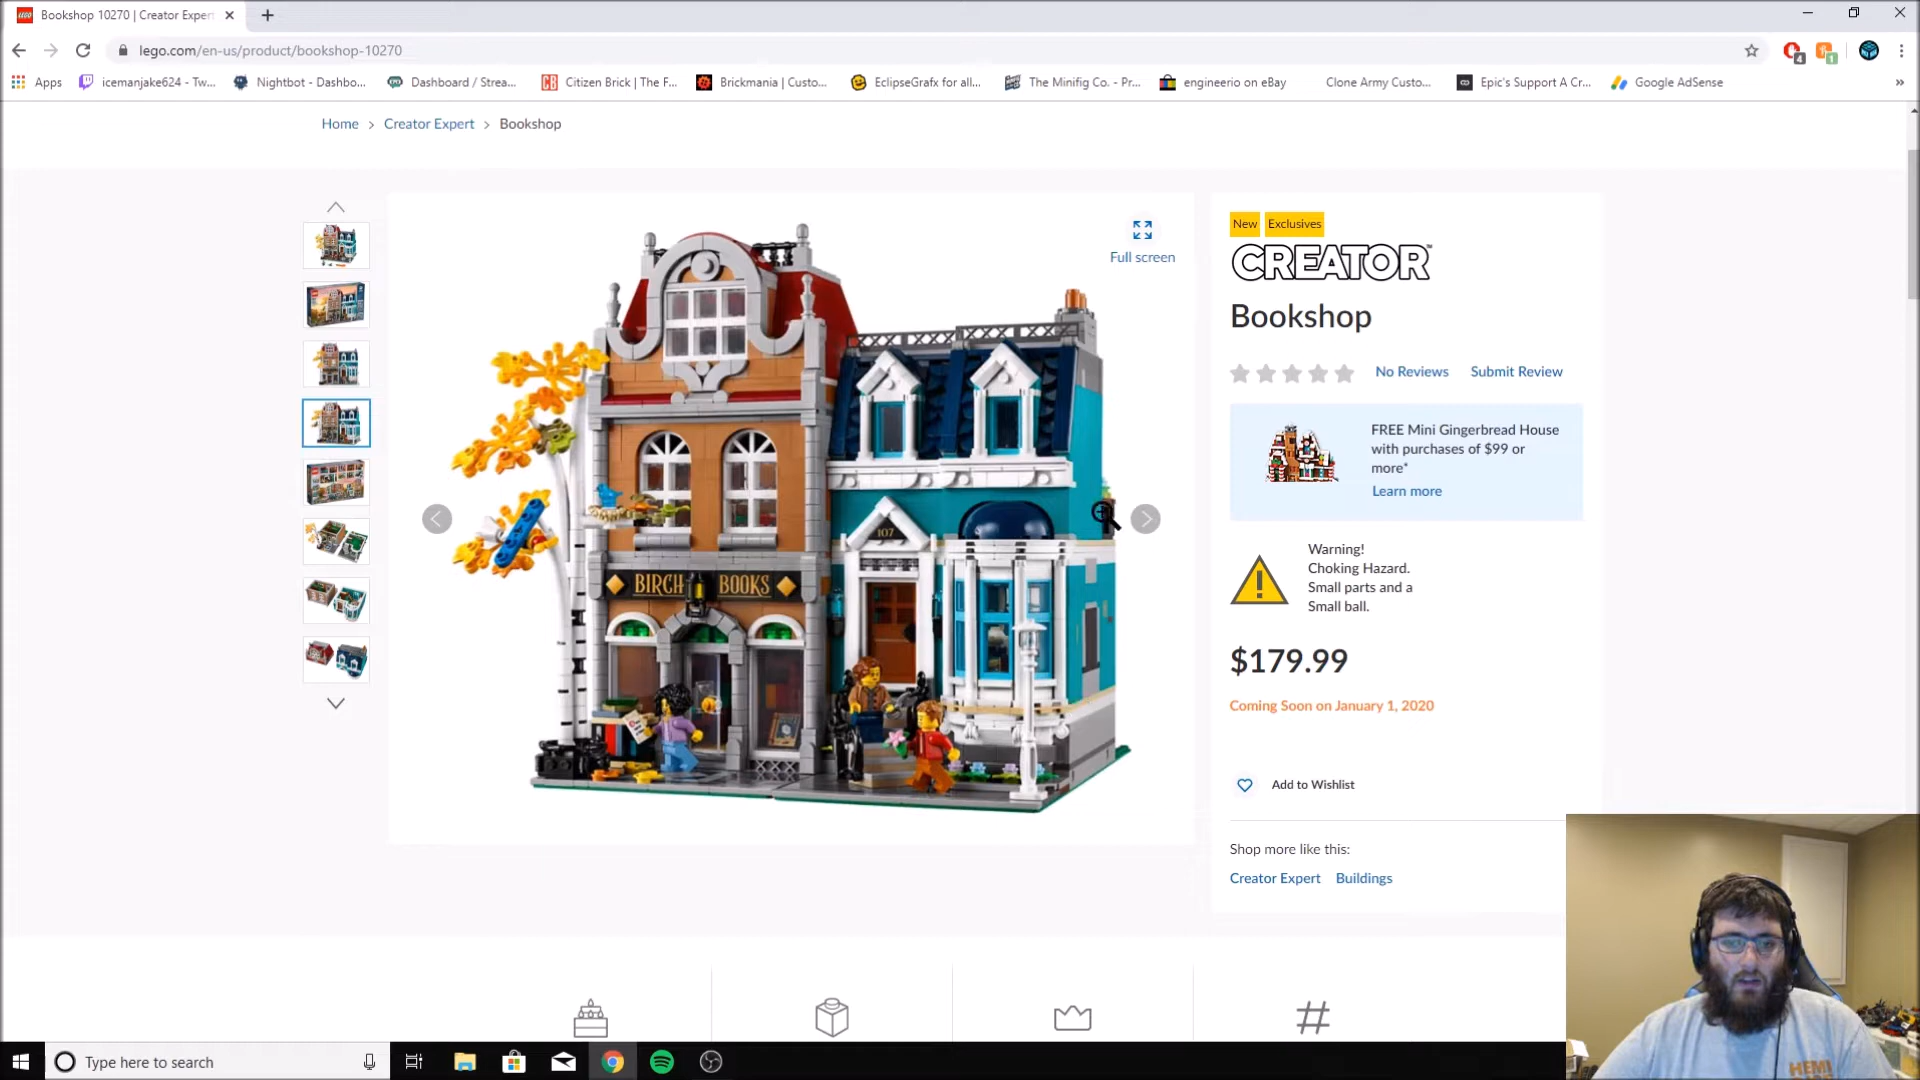 Bookshop 10270 | Creator Exper
lego.com/en-us/product/bookshop-10270
4
1
Apps
icemanjake624 - Tw...
Nightbot - Dashbo...
Dashboard / Strea...
Citizen Brick | The F...
Brickmania | Custo...
EclipseGrafx for all...
The Minifig Co. - Pr...
engineerio on eBay
Clone Army Custo...
Epic's Support A Cr...
Google AdSense
»
Home > Creator Expert > Bookshop
Full screen
107
BIRCH BOOKS
New Exclusives
CREATOR™
Bookshop
No Reviews Submit Review
FREE Mini Gingerbread House
with purchases of $99 or
more*
Learn more
Warning!
Choking Hazard.
Small parts and a
Small ball.
$179.99
Coming Soon on January 1, 2020
Add to Wishlist
Shop more like this:
Creator Expert Buildings
#
HEMI
Type here to search